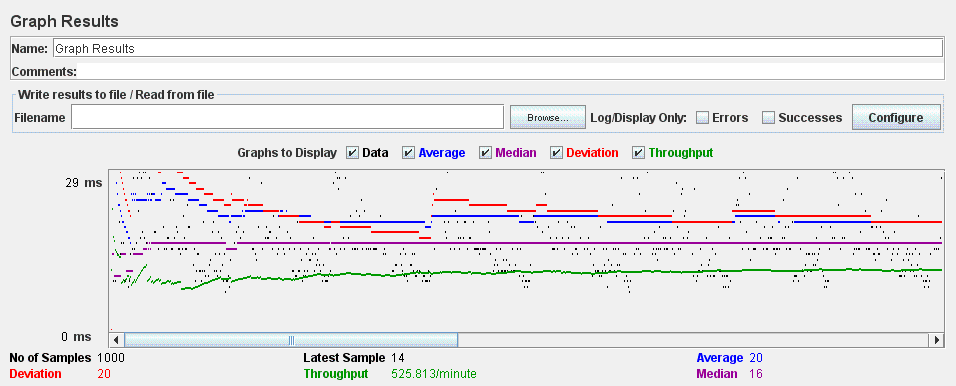 Graph Results
Name: Graph Results
Comments:
Write results to file / Read from file
Filename Browse... Log/Display Only: Errors Successes Configure
Graphs to Display Data Average Median Deviation Throughput
29 ms
0 ms
No of Samples 1000 Latest Sample 14 Average 20
Deviation 20 Throughput 525.813/minute Median 16